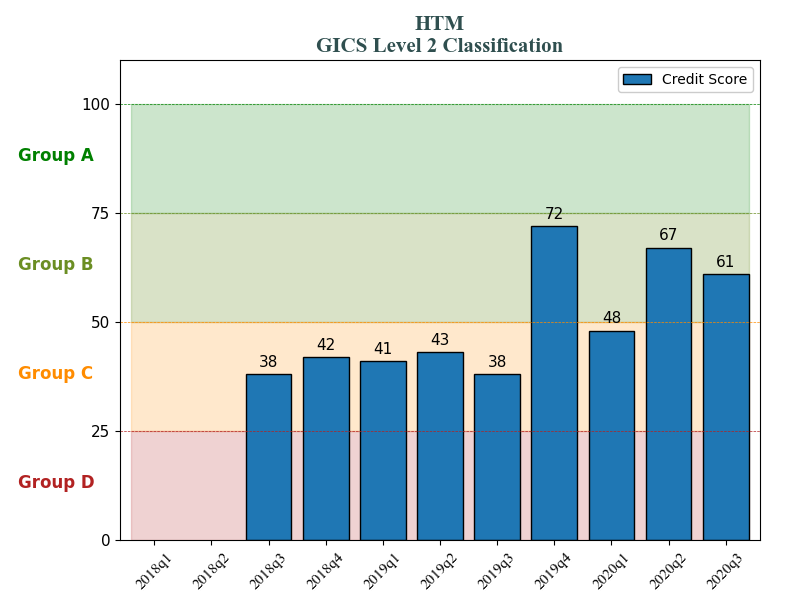 HTM
GICS Level 2 Classification
Credit Score
100
Group A
75
72
67
Group B
61
50
48
43
42
41
38
38
Group C
25
Group D
0
2018q1
2018q2
2018q3
2018q4
2019q1
2019q2
2019q3
2019q4
2020q1
2020q2
2020q3